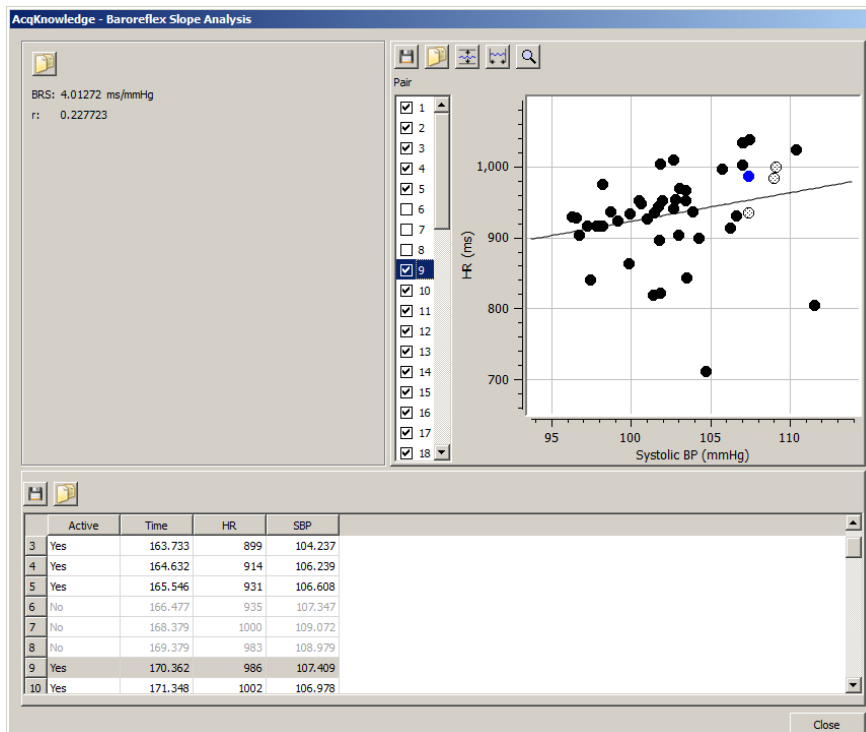 AcqKnowledge - Baroreflex Slope Analysis
BRS: 4.01272 ms/mmHg
r: 0.227723
Pair
1
2
3
4
5
6
7
8
9
10
11
12
13
14
15
16
17
18
HR (ms)
1,000
900
800
700
95 100 105 110
Systolic BP (mmHg)
Active Time HR SBP
3 Yes 163.733 899 104.237
4 Yes 164.632 914 106.239
5 Yes 165.546 931 106.608
6 No 166.477 935 107.347
7 No 168.379 1000 109.072
8 No 169.379 983 108.979
9 Yes 170.362 986 107.409
10 Yes 171.348 1002 106.978
Close